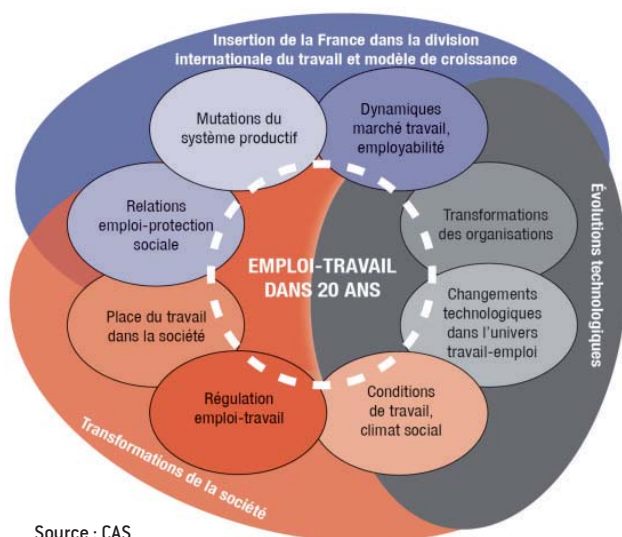 Insertion de la France dans la division
internationale du travail et modèle de croissance
Mutations du
système productif
Dynamiques
marché travail,
employabilité
Relations
emploi-protection
sociale
Transformations
des organisations
Évolutions technologiques
EMPLOI-TRAVAIL
DANS 20 ANS
Place du travail
dans la société
Changements
technologiques
dans l'univers
travail-emploi
Régulation
emploi-travail
Conditions
de travail,
climat social
Transformations de la société
Source : CAS